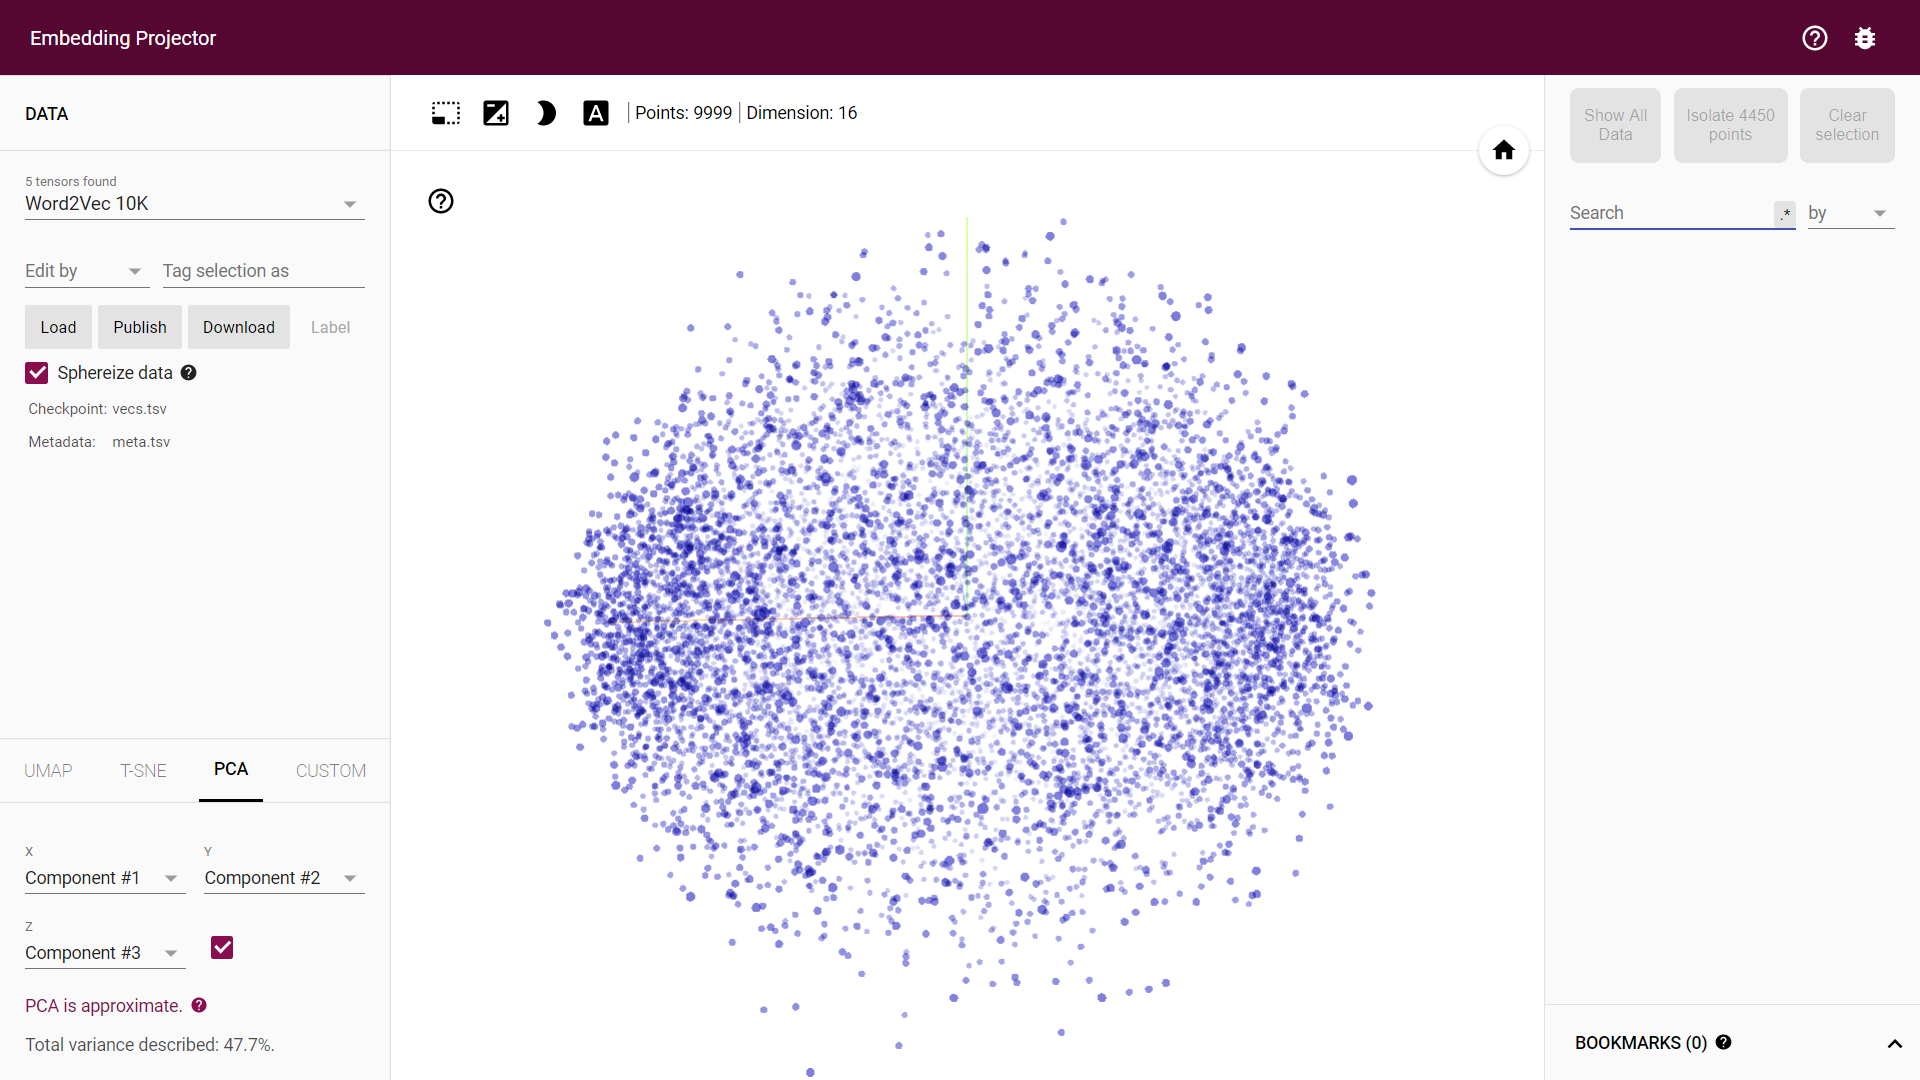 Embedding Projector
DATA
5 tensors found
Word2Vec 10K
Edit by
Tag selection as
Load
Publish
Download
Label
Sphereize data
Checkpoint: vecs.tsv
Metadata: meta.tsv
UMAP
T-SNE
PCA
CUSTOM
X
Component #1
Y
Component #2
Z
Component #3
PCA is approximate.
Total variance described: 47.7%.
A
Points: 9999
Dimension: 16
Show All
Data
Isolate 4450
points
Clear
selection
Search
.*
by
BOOKMARKS (0)